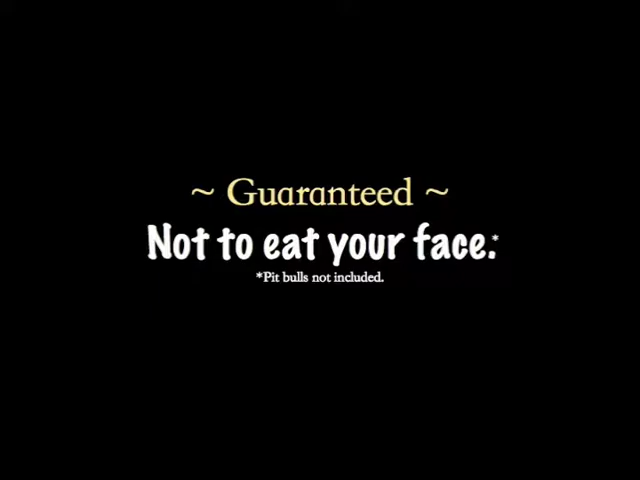 ~ Guaranteed ~
Not to eat your face.*
*Pit bulls not included.